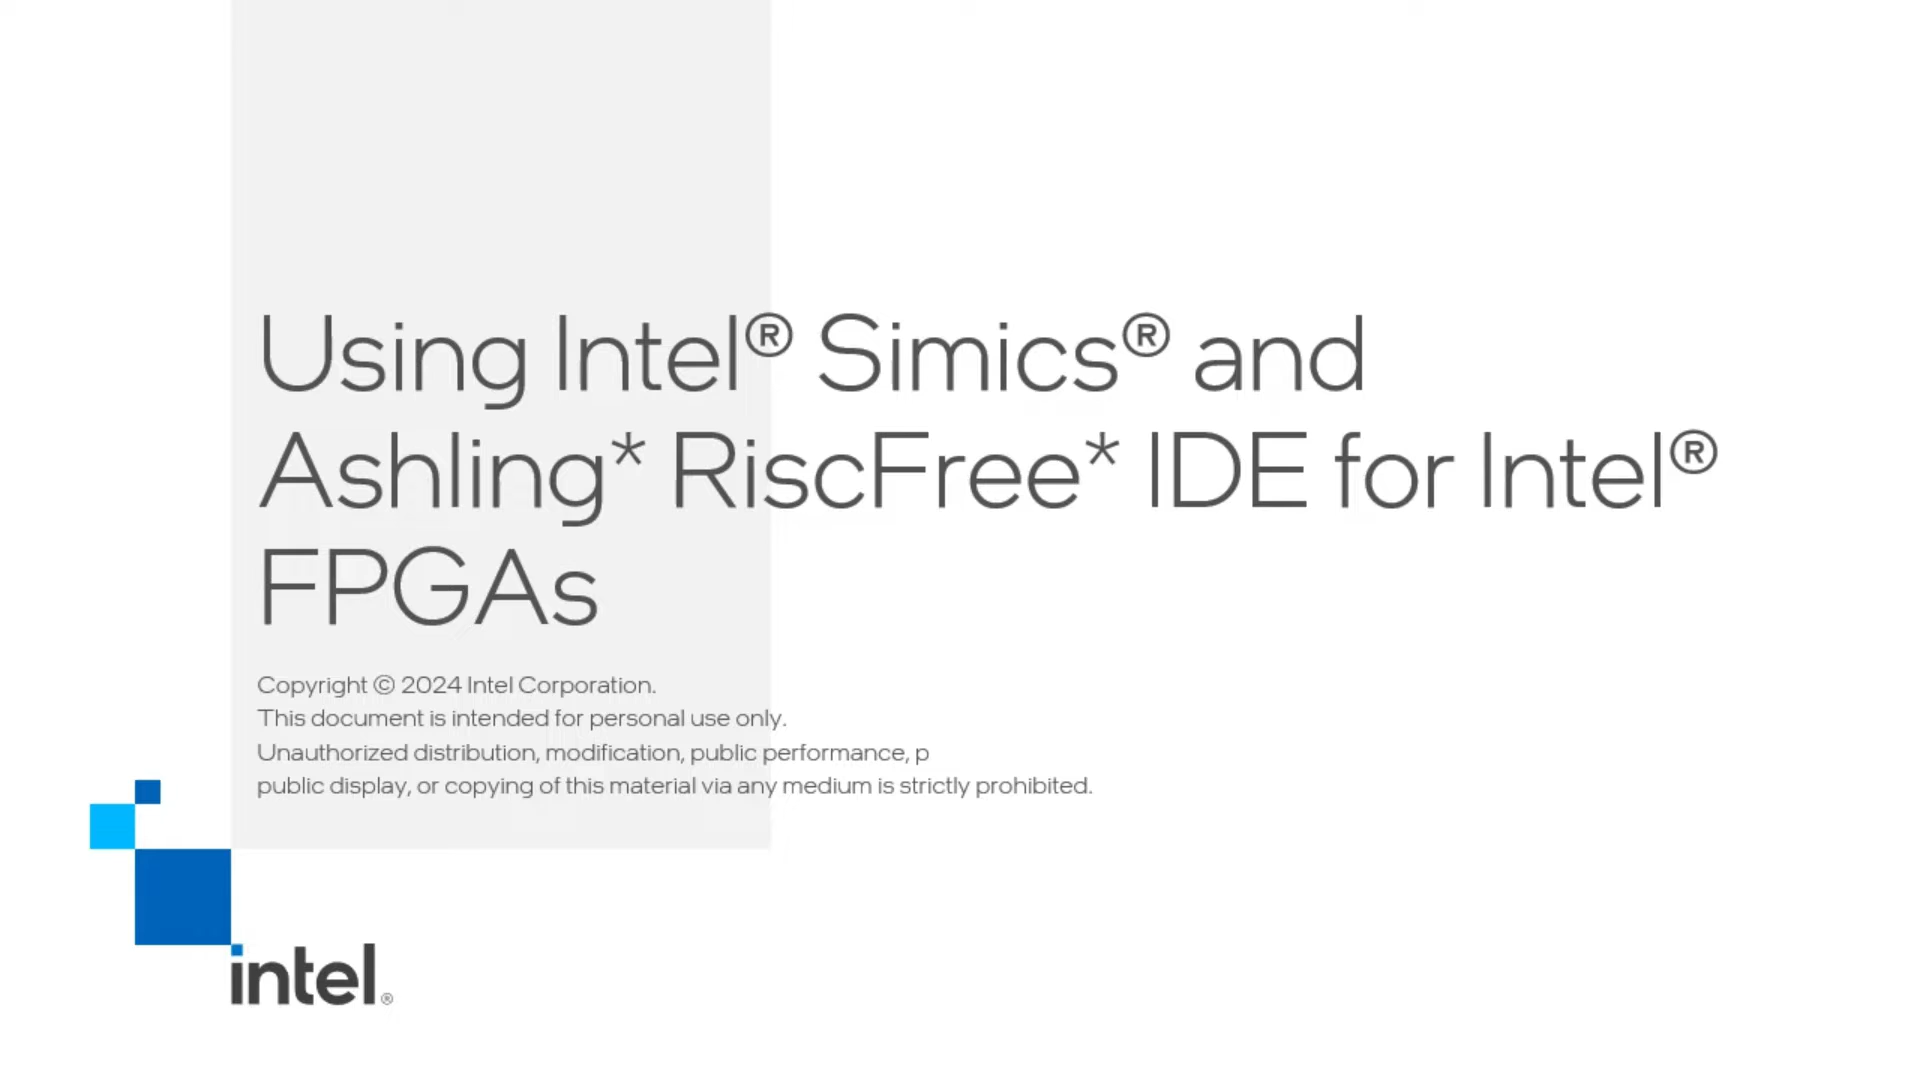 Using Intel® Simics® and
Ashling* RiscFree* IDE for Intel®
FPGAs
Copyright © 2024 Intel Corporation.
This document is intended for personal use only.
Unauthorized distribution, modification, public performance, p
public display, or copying of this material via any medium is strictly prohibited.
intel®